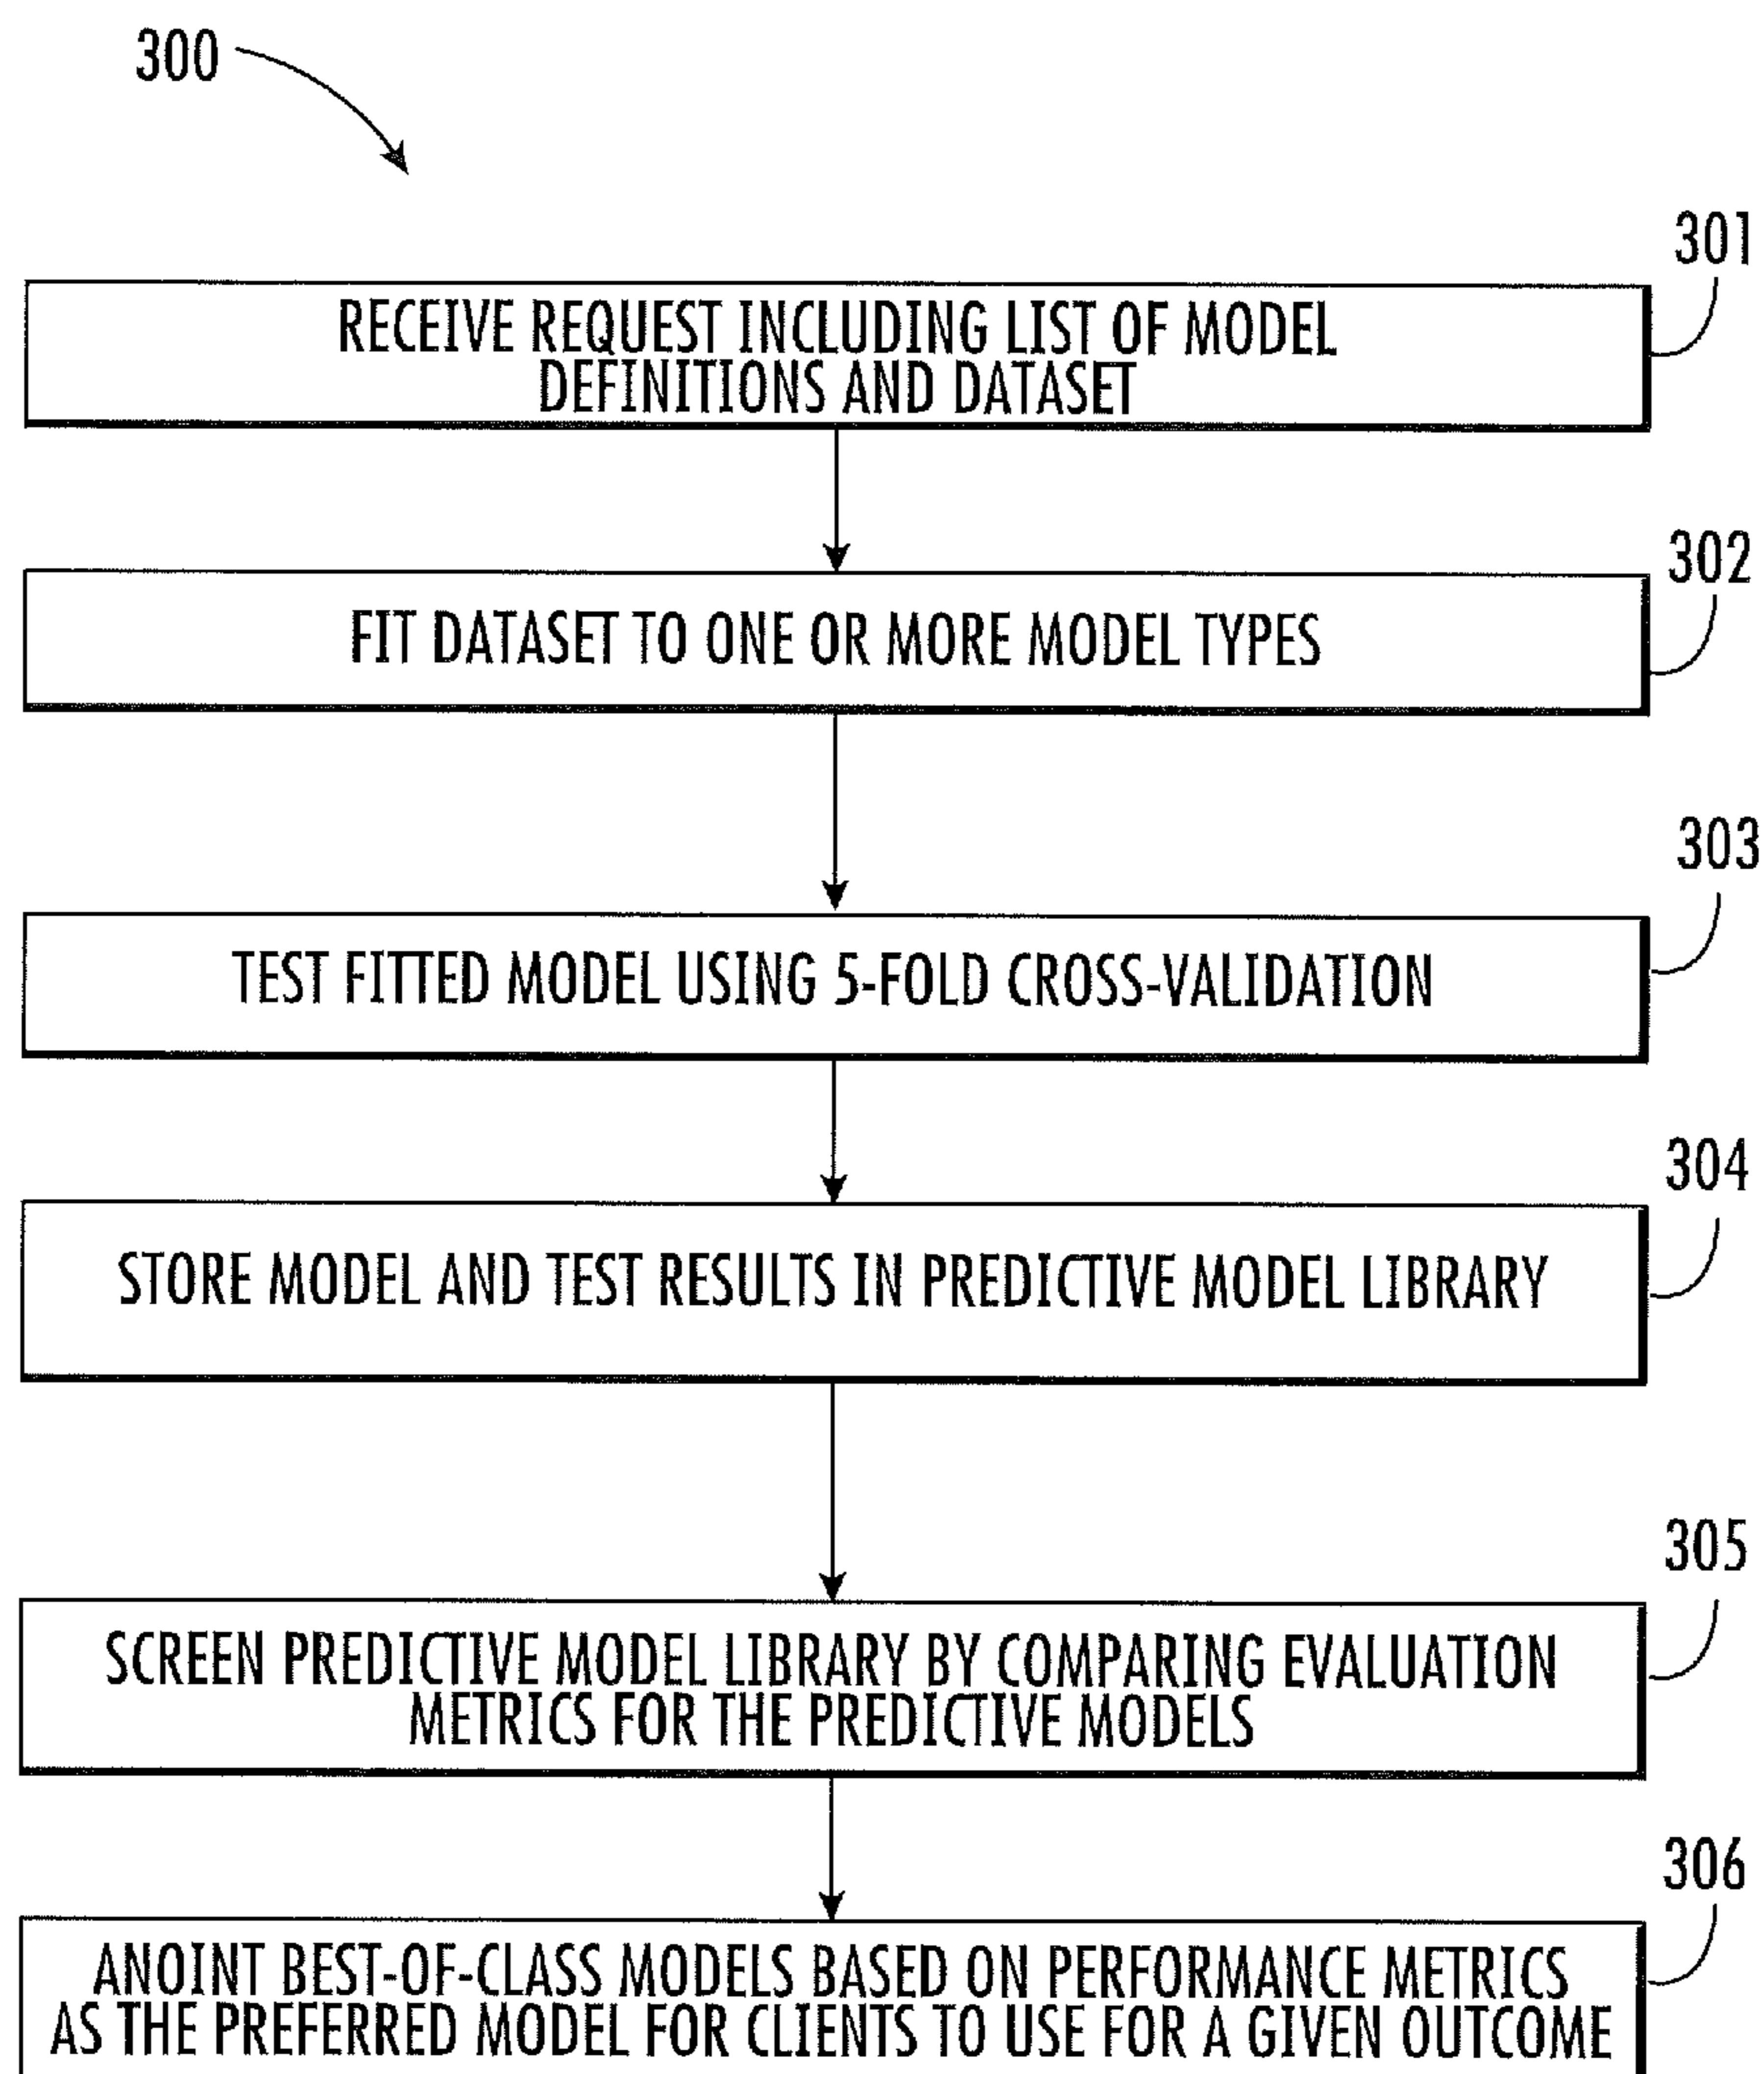 300
301
RECEIVE REQUEST INCLUDING LIST OF MODEL
DEFINITIONS AND DATASET
302
FIT DATASET TO ONE OR MORE MODEL TYPES
303
TEST FITTED MODEL USING 5-FOLD CROSS-VALIDATION
304
STORE MODEL AND TEST RESULTS IN PREDICTIVE MODEL LIBRARY
305
SCREEN PREDICTIVE MODEL LIBRARY BY COMPARING EVALUATION
METRICS FOR THE PREDICTIVE MODELS
306
ANOINT BEST-OF-CLASS MODELS BASED ON PERFORMANCE METRICS
AS THE PREFERRED MODEL FOR CLIENTS TO USE FOR A GIVEN OUTCOME